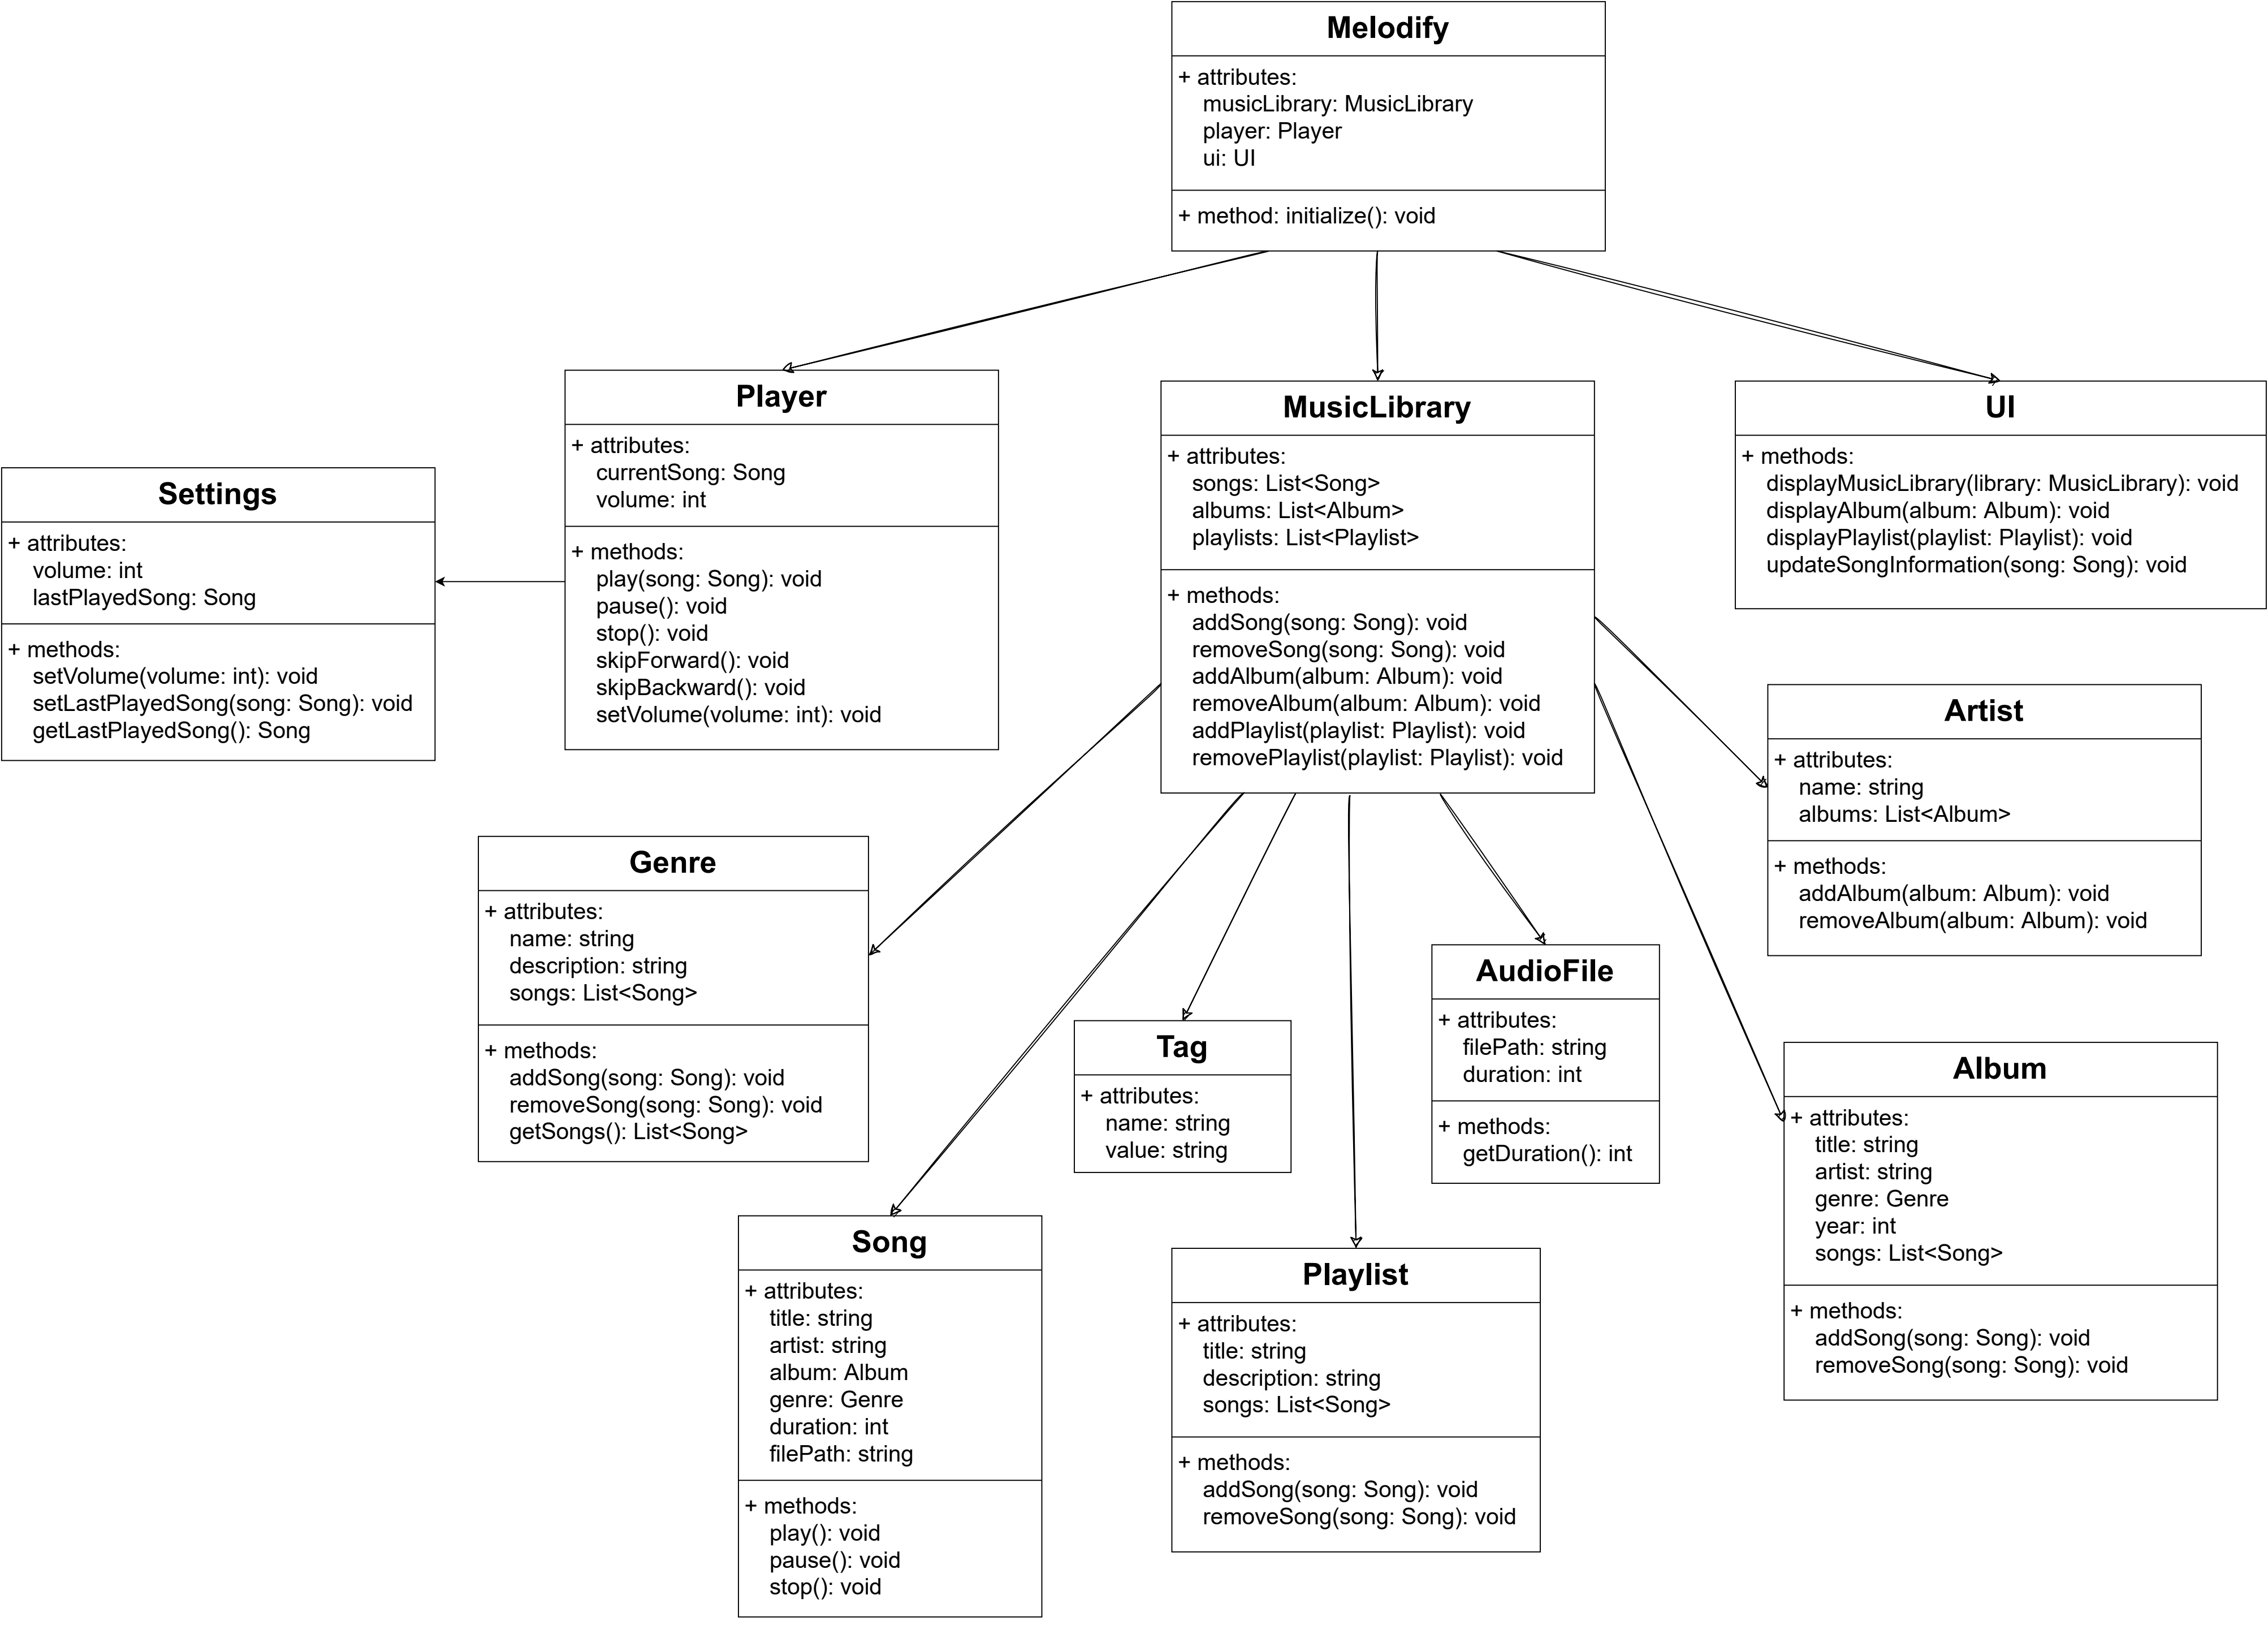 Melodify
+ attributes:
musicLibrary: MusicLibrary
player: Player
ui: UI
+ method: initialize(): void
Player
+ attributes:
currentSong: Song
volume: int
+ methods:
play(song: Song): void
pause(): void
stop(): void
skipForward(): void
skipBackward(): void
setVolume(volume: int): void
MusicLibrary
+ attributes:
songs: List<Song>
albums: List<Album>
playlists: List<Playlist>
+ methods:
addSong(song: Song): void
removeSong(song: Song): void
addAlbum(album: Album): void
removeAlbum(album: Album): void
addPlaylist(playlist: Playlist): void
removePlaylist(playlist: Playlist): void
UI
+ methods:
displayMusicLibrary(library: MusicLibrary): void
displayAlbum(album: Album): void
displayPlaylist(playlist: Playlist): void
updateSongInformation(song: Song): void
Settings
+ attributes:
volume: int
lastPlayedSong: Song
+ methods:
setVolume(volume: int): void
setLastPlayedSong(song: Song): void
getLastPlayedSong(): Song
Artist
+ attributes:
name: string
albums: List<Album>
+ methods:
addAlbum(album: Album): void
removeAlbum(album: Album): void
Genre
+ attributes:
name: string
description: string
songs: List<Song>
+ methods:
addSong(song: Song): void
removeSong(song: Song): void
getSongs(): List<Song>
AudioFile
+ attributes:
filePath: string
duration: int
+ methods:
getDuration(): int
Tag
+ attributes:
name: string
value: string
Album
+ attributes:
title: string
artist: string
genre: Genre
year: int
songs: List<Song>
+ methods:
addSong(song: Song): void
removeSong(song: Song): void
Song
+ attributes:
title: string
artist: string
album: Album
genre: Genre
duration: int
filePath: string
+ methods:
play(): void
pause(): void
stop(): void
Playlist
+ attributes:
title: string
description: string
songs: List<Song>
+ methods:
addSong(song: Song): void
removeSong(song: Song): void